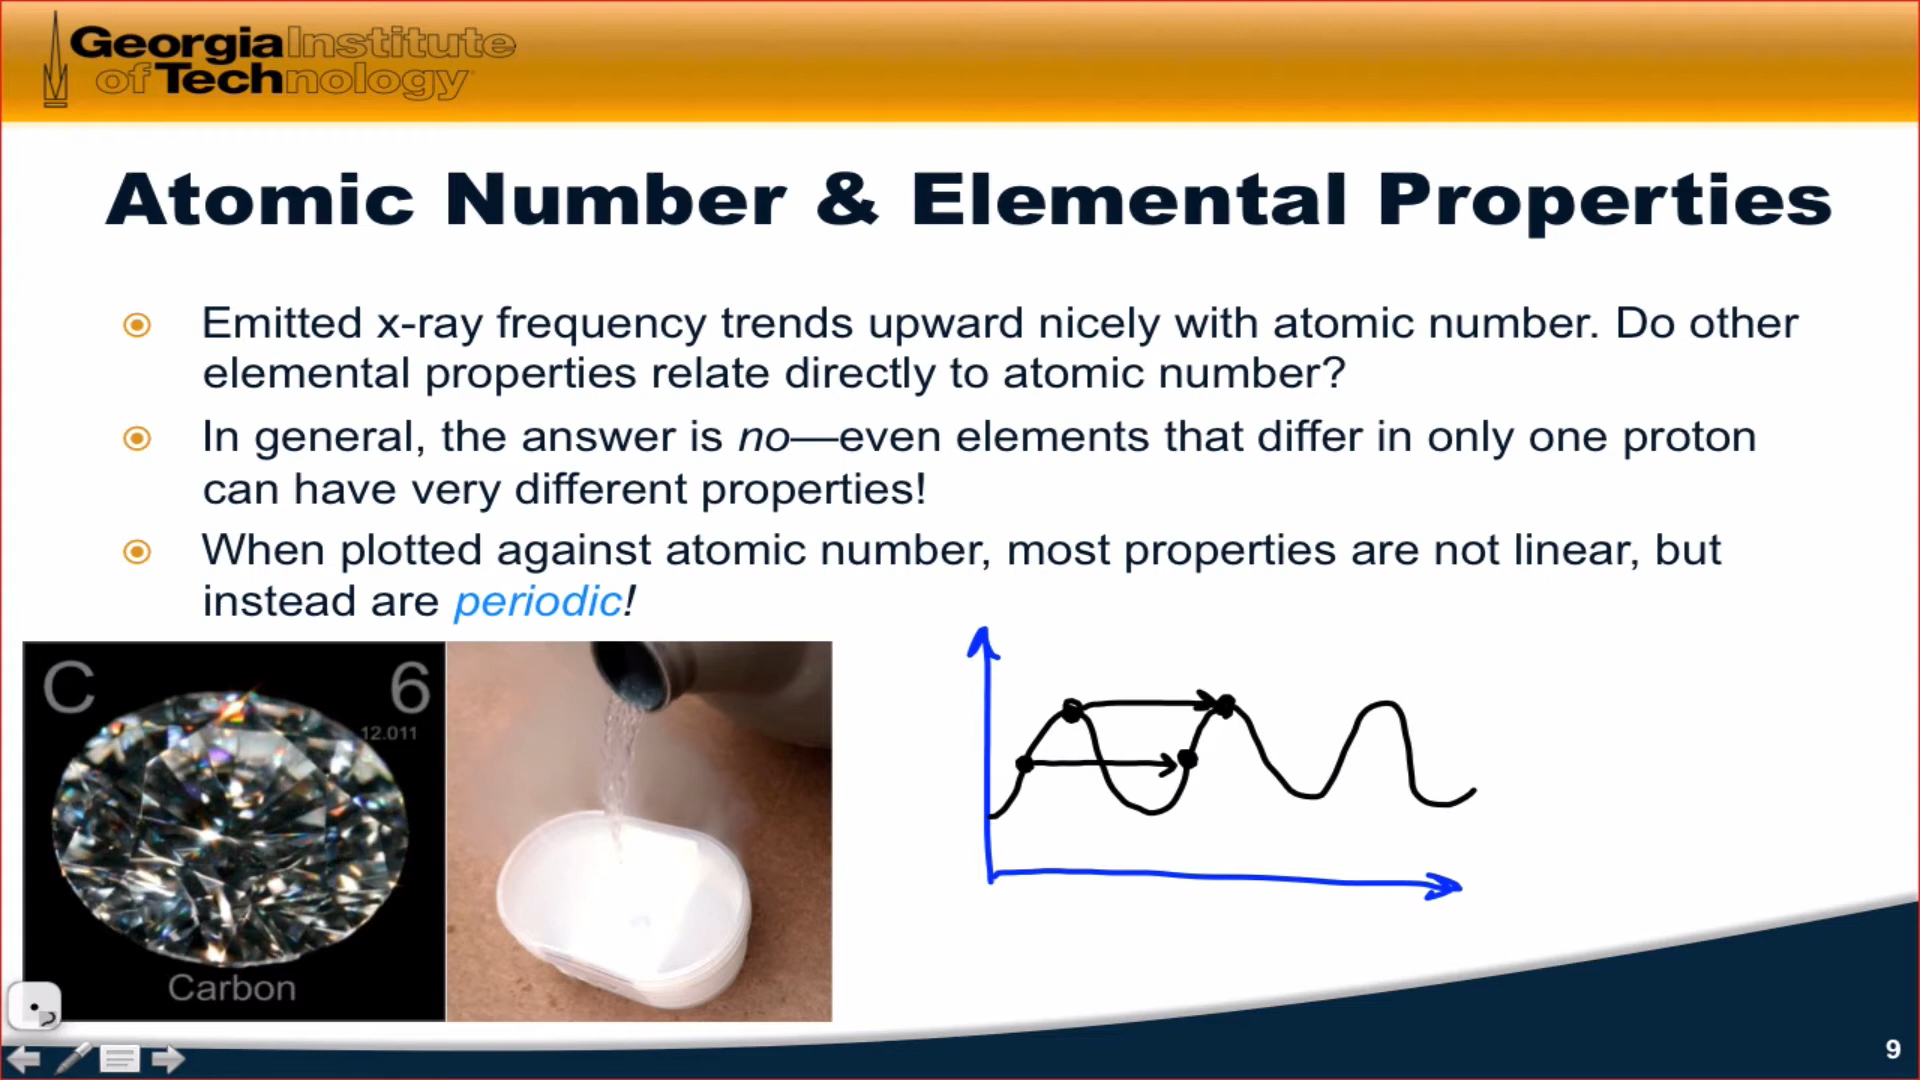 Georgia Institute
of Technology
Atomic Number & Elemental Properties
Emitted x-ray frequency trends upward nicely with atomic number. Do other
elemental properties relate directly to atomic number?
In general, the answer is no—even elements that differ in only one proton
can have very different properties!
When plotted against atomic number, most properties are not linear, but
instead are periodic!
C 6
12.011
Carbon
9